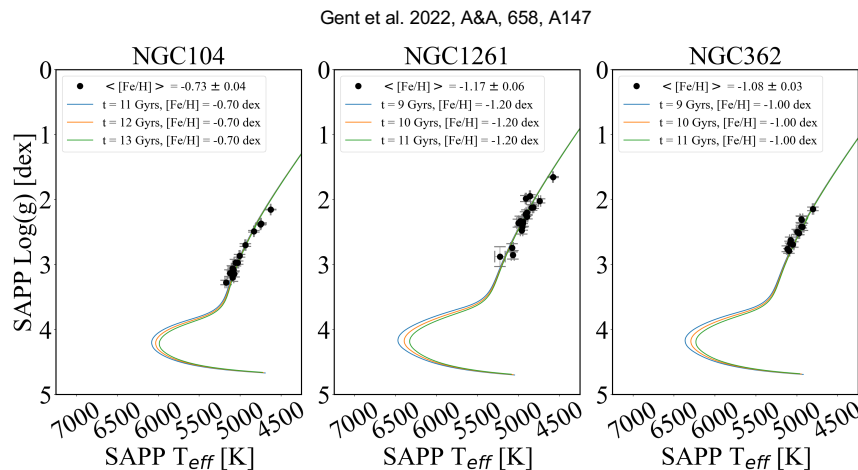 Gent et al. 2022, A&A, 658, A147
NGC104
NGC1261
NGC362
SAPP Log(g) [dex]
0
1
2
3
4
5
< [Fe/H] > = -0.73 ± 0.04
t = 11 Gyrs, [Fe/H] = -0.70 dex
t = 12 Gyrs, [Fe/H] = -0.70 dex
t = 13 Gyrs, [Fe/H] = -0.70 dex
7000
6500
6000
5500
5000
4500
SAPP Teff [K]
0
1
2
3
4
5
< [Fe/H] > = -1.17 ± 0.06
t = 9 Gyrs, [Fe/H] = -1.20 dex
t = 10 Gyrs, [Fe/H] = -1.20 dex
t = 11 Gyrs, [Fe/H] = -1.20 dex
7000
6500
6000
5500
5000
4500
SAPP Teff [K]
0
1
2
3
4
5
< [Fe/H] > = -1.08 ± 0.03
t = 9 Gyrs, [Fe/H] = -1.00 dex
t = 10 Gyrs, [Fe/H] = -1.00 dex
t = 11 Gyrs, [Fe/H] = -1.00 dex
7000
6500
6000
5500
5000
4500
SAPP Teff [K]